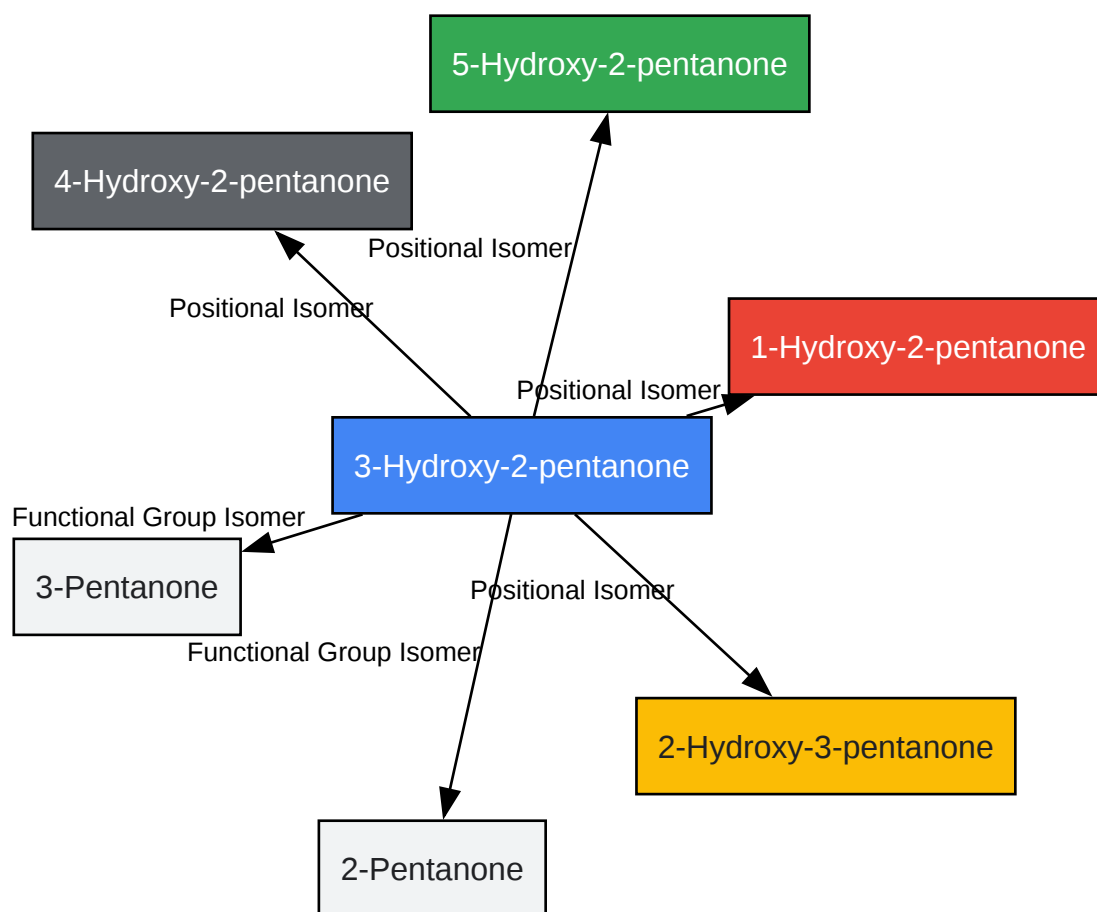 5-Hydroxy-2-pentanone
4-Hydroxy-2-pentanone
Positional Isomer
Positional Isomer
1-Hydroxy-2-pentanone
Positional Isomer
3-Hydroxy-2-pentanone
Functional Group Isomer
3-Pentanone
Positional Isomer
Functional Group Isomer
2-Hydroxy-3-pentanone
2-Pentanone